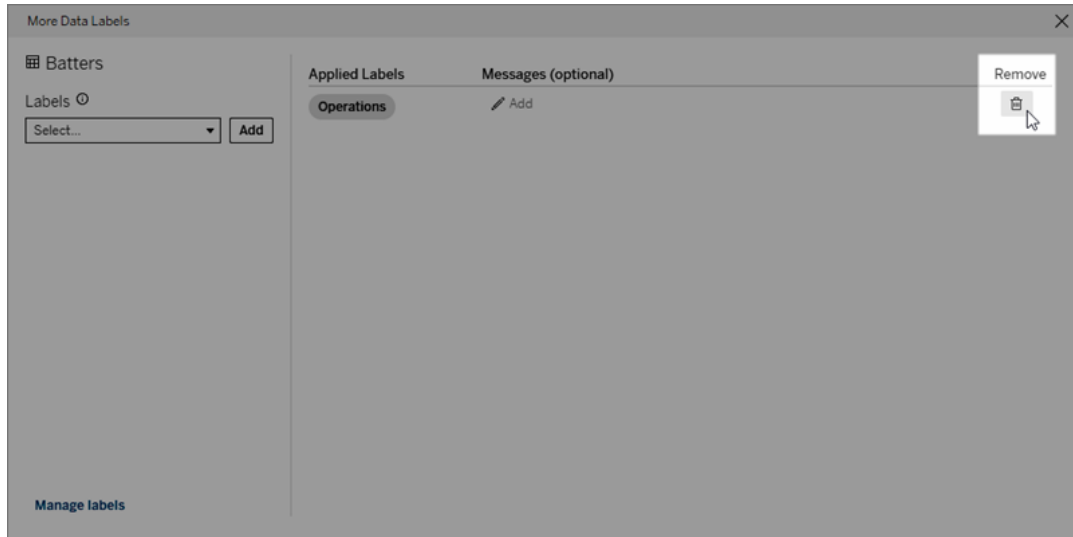 More Data Labels
Batters
Labels
Select...
Add
Manage labels
Applied Labels
Messages (optional)
Remove
Operations
Add